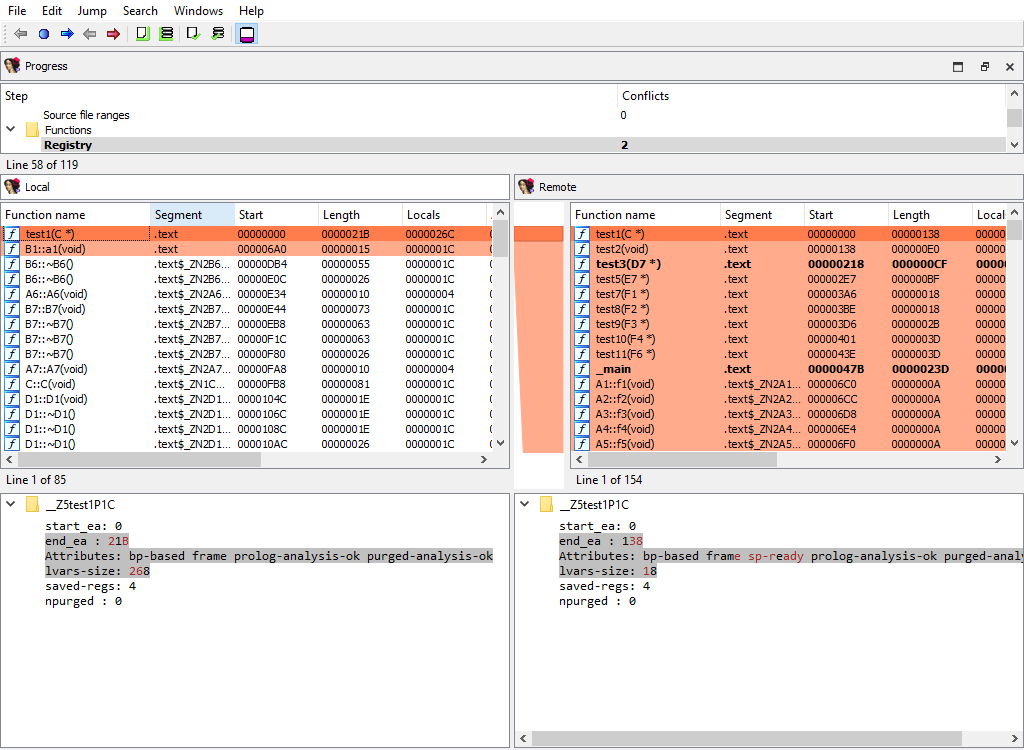 File Edit Jump Search Windows Help
Progress
Step Conflicts
Source file ranges 0
Functions
Registry 2
Line 58 of 119
Local
Function name Segment Start Length Locals
test1(C *) .text 00000000 0000021B 0000026C
B1::a1(void) .text 000006A0 00000015 0000001C
B6::~B6() .text$_ZN2B6... 00000DB4 00000055 0000001C
B6::~B6() .text$_ZN2B6... 00000E0C 00000026 0000001C
A6::A6(void) .text$_ZN2A6... 00000E34 00000010 00000004
B7::B7(void) .text$_ZN2B7... 00000E44 00000073 0000001C
B7::~B7() .text$_ZN2B7... 00000EB8 00000063 0000001C
B7::~B7() .text$_ZN2B7... 00000F1C 00000063 0000001C
B7::~B7() .text$_ZN2B7... 00000F80 00000026 0000001C
A7::A7(void) .text$_ZN2A7... 00000FA8 00000010 00000004
C::C(void) .text$_ZN1C... 00000FB8 00000081 0000001C
D1::D1(void) .text$_ZN2D1... 0000104C 0000001E 0000001C
D1::~D1() .text$_ZN2D1... 0000106C 0000001E 0000001C
D1::~D1() .text$_ZN2D1... 0000108C 0000001E 0000001C
D1::~D1() .text$_ZN2D1... 000010AC 00000026 0000001C
Line 1 of 85
Remote
Function name Segment Start Length Local
test1(C *) .text 00000000 00000138 00000
test2(void) .text 00000138 000000E0 00000
test3(D7 *) .text 00000218 000000CF 0000
test5(E7 *) .text 000002E7 000000BF 00000
test7(F1 *) .text 000003A6 00000018 00000
test8(F2 *) .text 000003BE 00000018 00000
test9(F3 *) .text 000003D6 0000002B 00000
test10(F4 *) .text 00000401 0000003D 00000
test11(F6 *) .text 0000043E 0000003D 00000
_main .text 0000047B 0000023D 0000
A1::f1(void) .text$_ZN2A1... 000006C0 0000000A 00000
A2::f2(void) .text$_ZN2A2... 000006CC 0000000A 00000
A3::f3(void) .text$_ZN2A3... 000006D8 0000000A 00000
A4::f4(void) .text$_ZN2A4... 000006E4 0000000A 00000
A5::f5(void) .text$_ZN2A5... 000006F0 0000000A 00000
Line 1 of 154
__Z5test1P1C
start_ea: 0
end_ea : 21B
Attributes: bp-based frame prolog-analysis-ok purged-analysis-ok
lvars-size: 268
saved-regs: 4
npurged : 0
__Z5test1P1C
start_ea: 0
end_ea : 138
Attributes: bp-based frame sp-ready prolog-analysis-ok purged-analy
lvars-size: 18
saved-regs: 4
npurged : 0